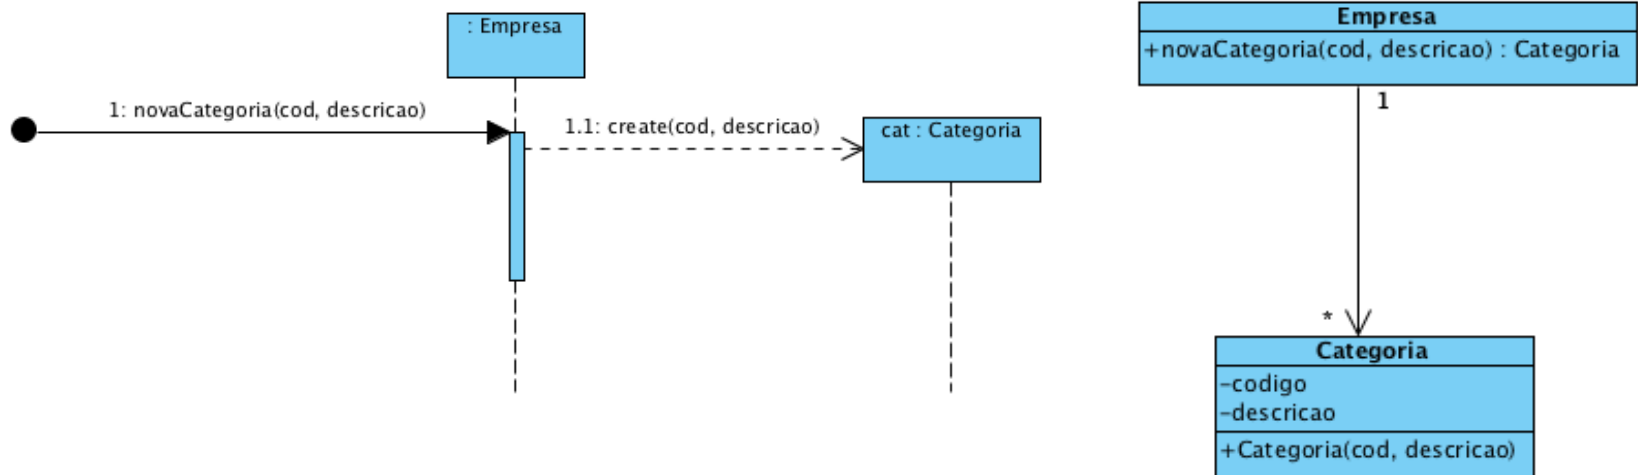 : Empresa
1: novaCategoria(cod, descricao)
1.1: create(cod, descricao)
cat : Categoria
Empresa
+novaCategoria(cod, descricao) : Categoria
1
*
Categoria
-codigo
-descricao
+Categoria(cod, descricao)